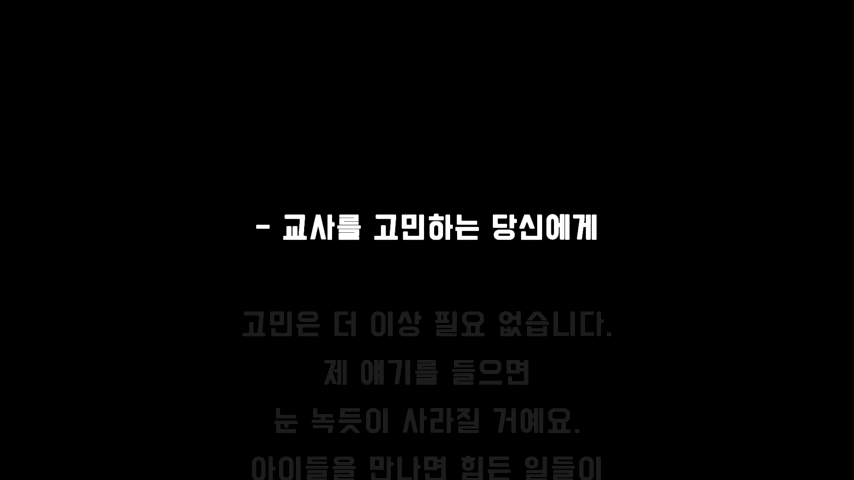 - 교사를 고민하는 당신에게
고민은 더 이상 필요 없습니다.
제 얘기를 들으면
눈 녹듯이 사라질 거예요.
아이들을 만나면 힘든 일들이